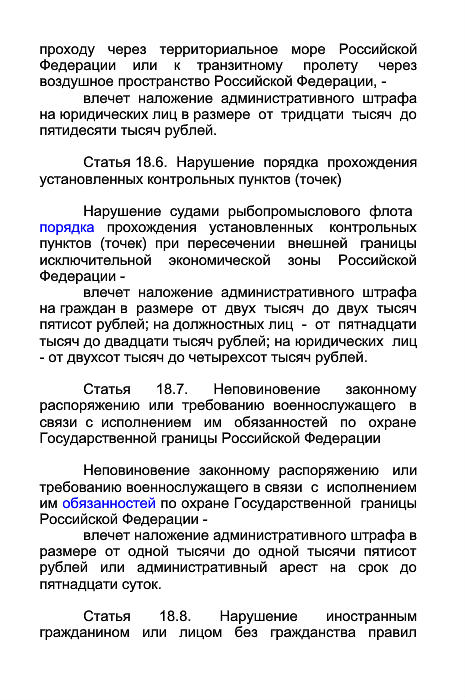 проходу через территориальное море Российской
Федерации или к транзитному пролету через
воздушное пространство Российской Федерации, -
влечет наложение административного штрафа
на юридических лиц в размере от тридцати тысяч до
пятидесяти тысяч рублей.
Статья 18.6. Нарушение порядка прохождения
установленных контрольных пунктов (точек)
Нарушение судами рыбопромыслового флота
порядка прохождения установленных контрольных
пунктов (точек) при пересечении внешней границы
исключительной экономической зоны Российской
Федерации -
влечет наложение административного штрафа
на граждан в размере от двух тысяч до двух тысяч
пятисот рублей; на должностных лиц - от пятнадцати
тысяч до двадцати тысяч рублей; на юридических лиц
- от двухсот тысяч до четырехсот тысяч рублей.
Статья 18.7. Неповиновение законному
распоряжению или требованию военнослужащего в
связи с исполнением им обязанностей по охране
Государственной границы Российской Федерации
Неповиновение законному распоряжению или
требованию военнослужащего в связи с исполнением
им обязанностей по охране Государственной границы
Российской Федерации -
влечет наложение административного штрафа в
размере от одной тысячи до одной тысячи пятисот
рублей или административный арест на срок до
пятнадцати суток.
Статья 18.8. Нарушение иностранным
гражданином или лицом без гражданства правил